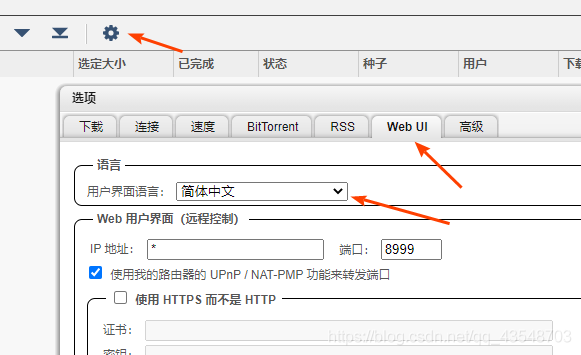 选定大小 已完成 状态 种子 用户 下载
选项
下载 连接 速度 BitTorrent RSS Web UI 高级
语言
用户界面语言： 简体中文
Web 用户界面（远程控制）
IP 地址： * 端口： 8999
使用我的路由器的 UPnP / NAT-PMP 功能来转发端口
使用 HTTPS 而不是 HTTP
证书：
https://blog.csdn.net/qq_43548703
密钥：